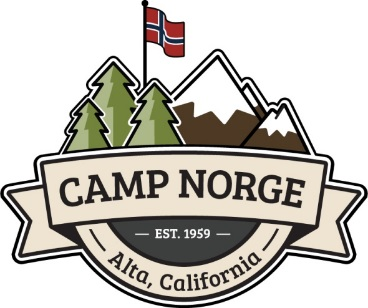 CAMP NORGE
— EST. 1959 —
— Alta, California —